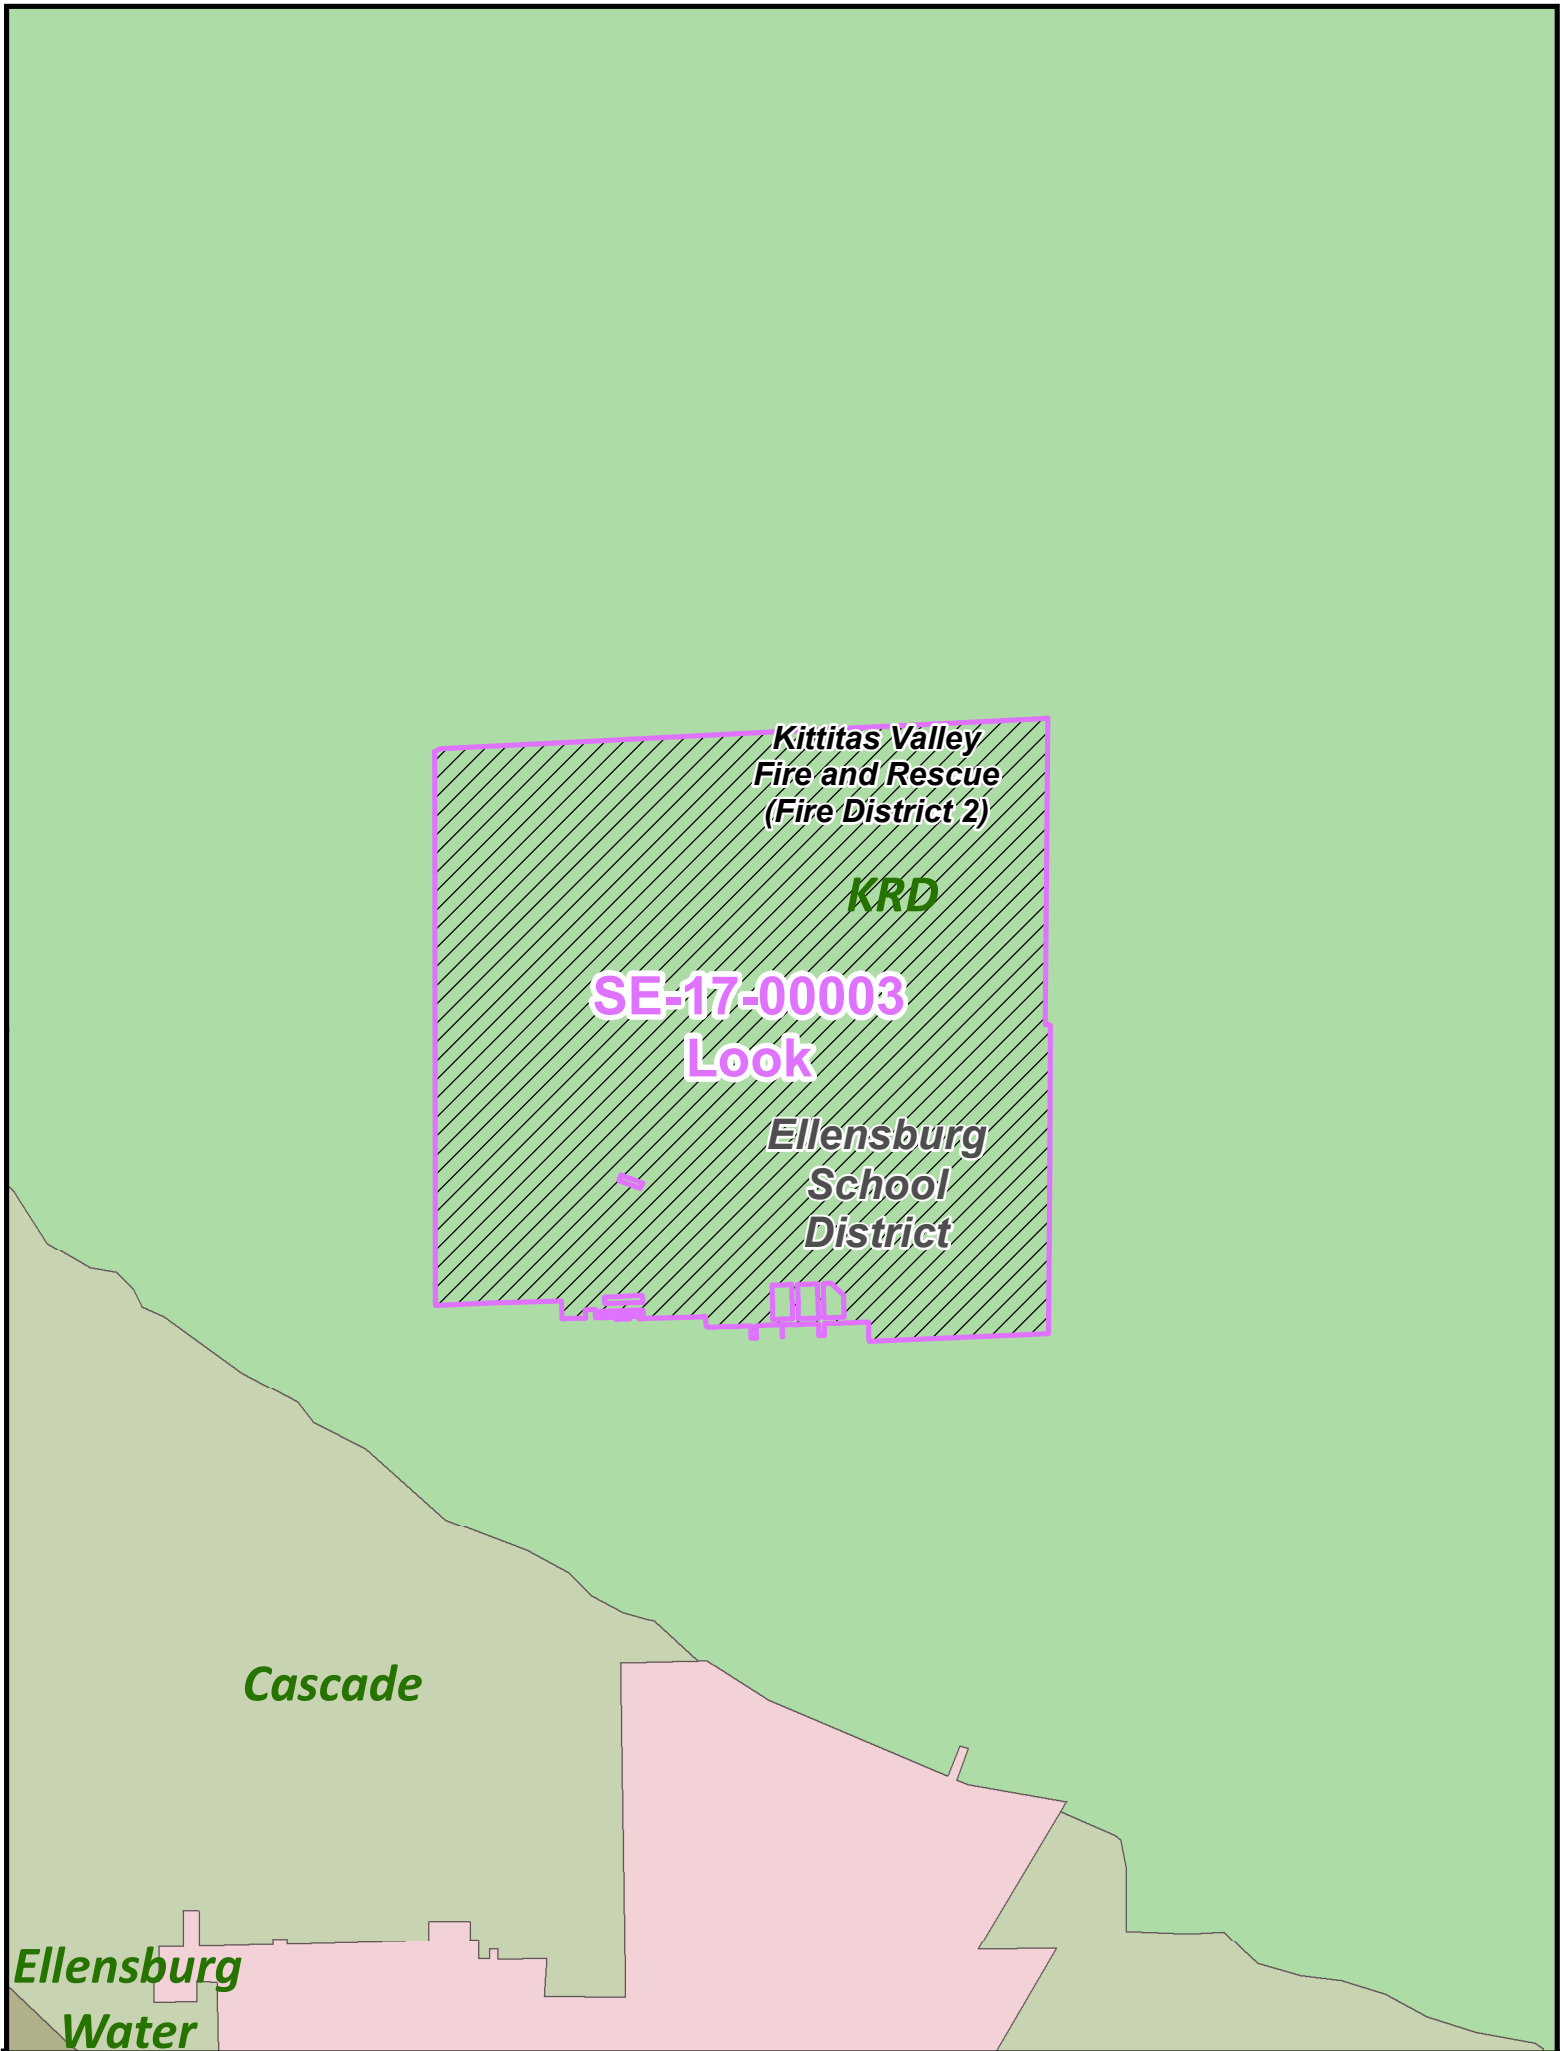 Kittitas Valley
Fire and Rescue
(Fire District 2)
KRD
SE-17-00003
Look
Ellensburg
School
District
Cascade
Ellensburg
Water